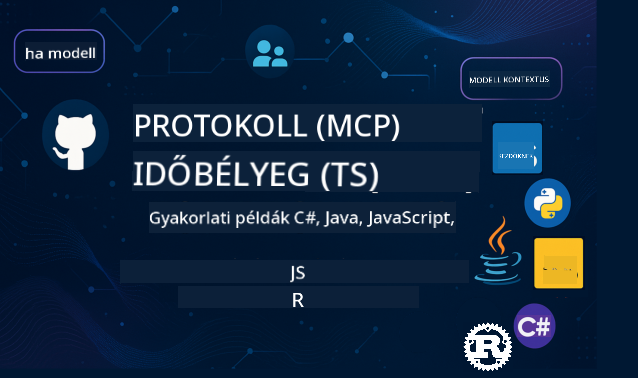 ha modell
MODELL KONTEXTUS
PROTOKOLL (MCP)
IDŐBÉLYEG (TS)
Gyakorlati példák C#, Java, JavaScript,
JS
R
C#
R